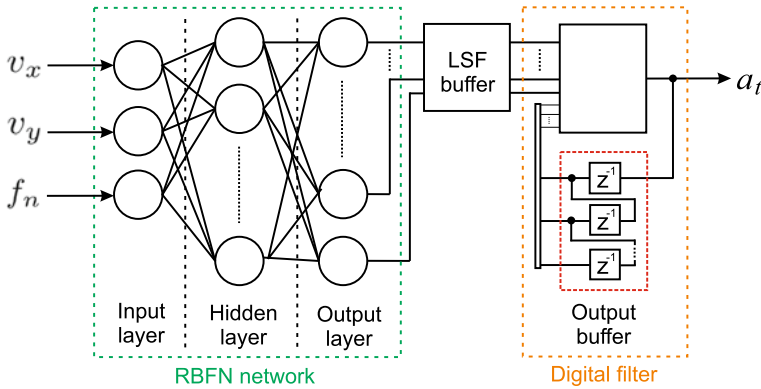 v_x
v_y
f_n
LSF
buffer
a_t
z⁻¹
z⁻¹
z⁻¹
Input
layer
Hidden
layer
Output
layer
Output
buffer
RBFN network
Digital filter